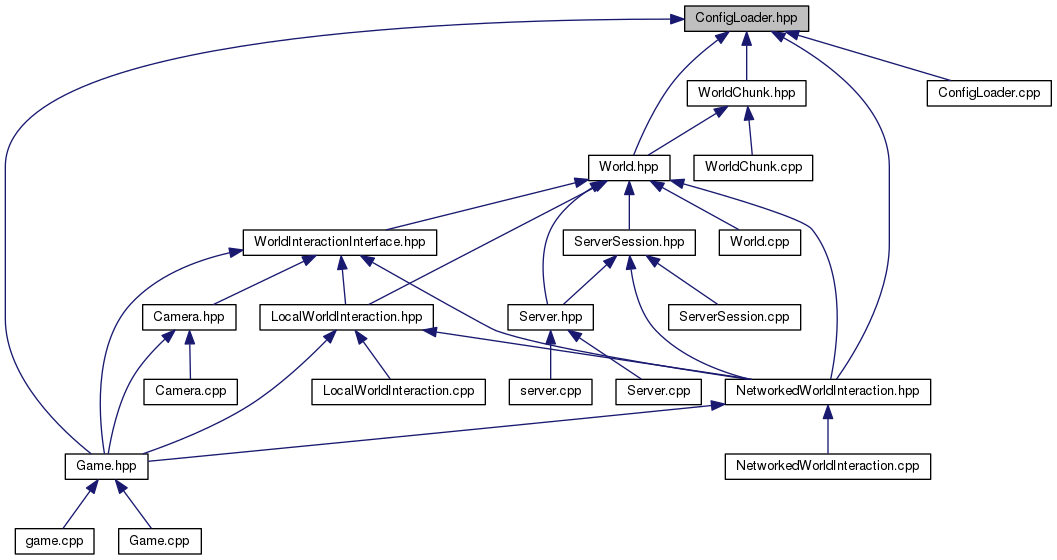 ConfigLoader.hpp
WorldChunk.hpp
ConfigLoader.cpp
World.hpp
WorldChunk.cpp
WorldInteractionInterface.hpp
ServerSession.hpp
World.cpp
Camera.hpp
LocalWorldInteraction.hpp
Server.hpp
ServerSession.cpp
Camera.cpp
LocalWorldInteraction.cpp
server.cpp
Server.cpp
NetworkedWorldInteraction.hpp
Game.hpp
NetworkedWorldInteraction.cpp
game.cpp
Game.cpp